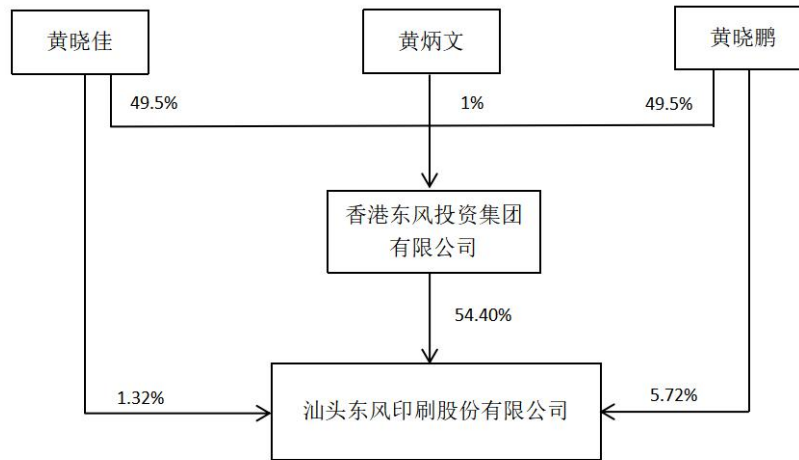 黄晓佳
黄炳文
黄晓鹏
49.5%
1%
49.5%
香港东风投资集团
有限公司
54.40%
1.32%
汕头东风印刷股份有限公司
5.72%